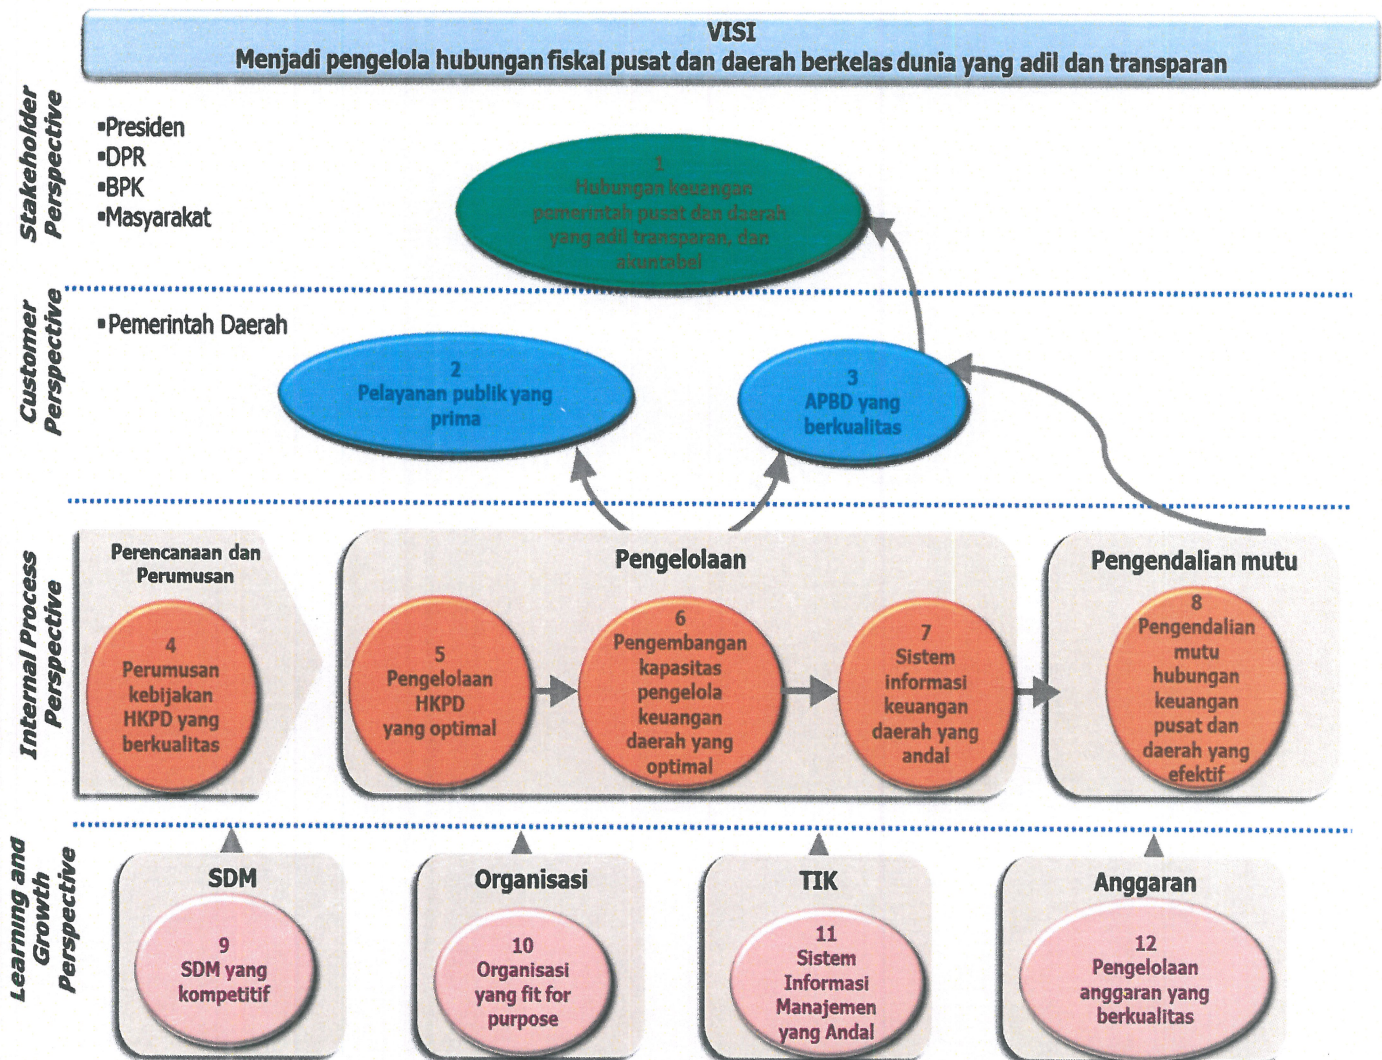 VISI
Menjadi pengelola hubungan fiskal pusat dan daerah berkelas dunia yang adil dan transparan
Stakeholder
Perspective
▪Presiden
▪DPR
▪BPK
▪Masyarakat
1
Hubungan keuangan
pemerintah pusat dan daerah
yang adil transparan, dan
akuntabel
Customer
Perspective
▪Pemerintah Daerah
2
Pelayanan publik yang
prima
3
APBD yang
berkualitas
Internal Process
Perspective
Perencanaan dan
Perumusan
4
Perumusan
kebijakan
HKPD yang
berkualitas
Pengelolaan
5
Pengelolaan
HKPD
yang optimal
6
Pengembangan
kapasitas
pengelola
keuangan
daerah yang
optimal
7
Sistem
informasi
keuangan
daerah yang
andal
Pengendalian mutu
8
Pengendalian
mutu
hubungan
keuangan
pusat dan
daerah yang
efektif
Learning and
Growth
Perspective
SDM
9
SDM yang
kompetitif
Organisasi
10
Organisasi
yang fit for
purpose
TIK
11
Sistem
Informasi
Manajemen
yang Andal
Anggaran
12
Pengelolaan
anggaran yang
berkualitas